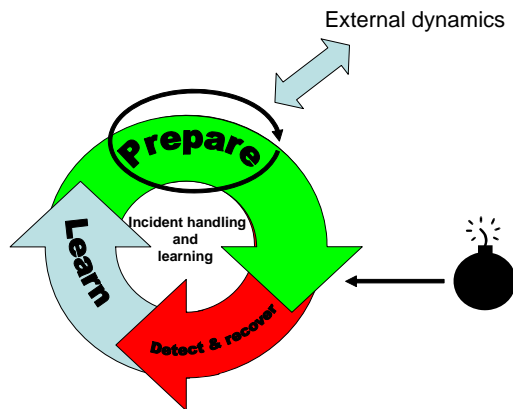 External dynamics
Prepare
Incident handling
and
learning
Learn
Detect & recover